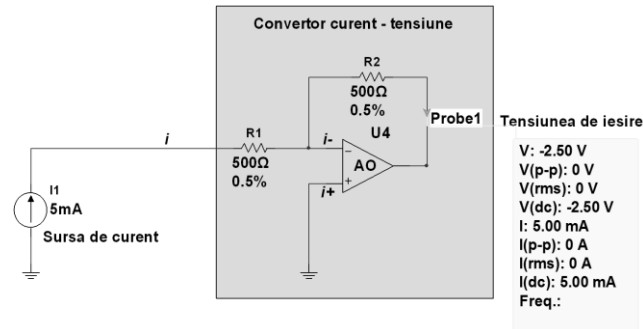 Convertor curent - tensiune
R2
500Ω
0.5%
Probe1
Tensiunea de iesire
i
R1
500Ω
0.5%
i-
U4
AO
i+
I1
5mA
Sursa de curent
V: -2.50 V
V(p-p): 0 V
V(rms): 0 V
V(dc): -2.50 V
I: 5.00 mA
I(p-p): 0 A
I(rms): 0 A
I(dc): 5.00 mA
Freq.: